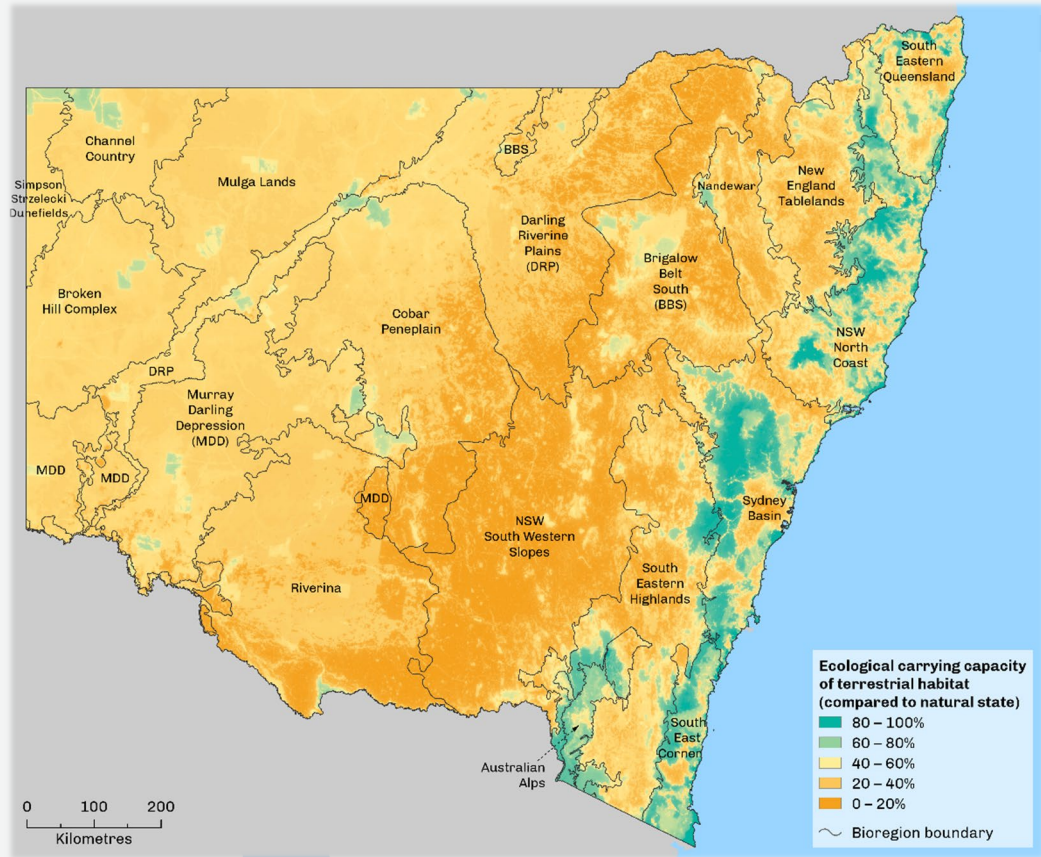 South
Eastern
Queensland
Channel
Country
BBS
Mulga Lands
Simpson
Strzelecki
Dunefields
New
England
Tablelands
Nandewar
Darling
Riverine
Plains
(DRP)
Brigalow
Belt
South
(BBS)
Broken
Hill Complex
Cobar
Peneplain
NSW
North
Coast
DRP
Murray
Darling
Depression
(MDD)
MDD
MDD
MDD
Sydney
Basin
NSW
South Western
Slopes
South
Eastern
Highlands
Riverina
South
East
Corner
Australian
Alps
Ecological carrying capacity
of terrestrial habitat
(compared to natural state)
80 – 100%
60 – 80%
40 – 60%
20 – 40%
0 – 20%
Bioregion boundary
0 100 200
Kilometres